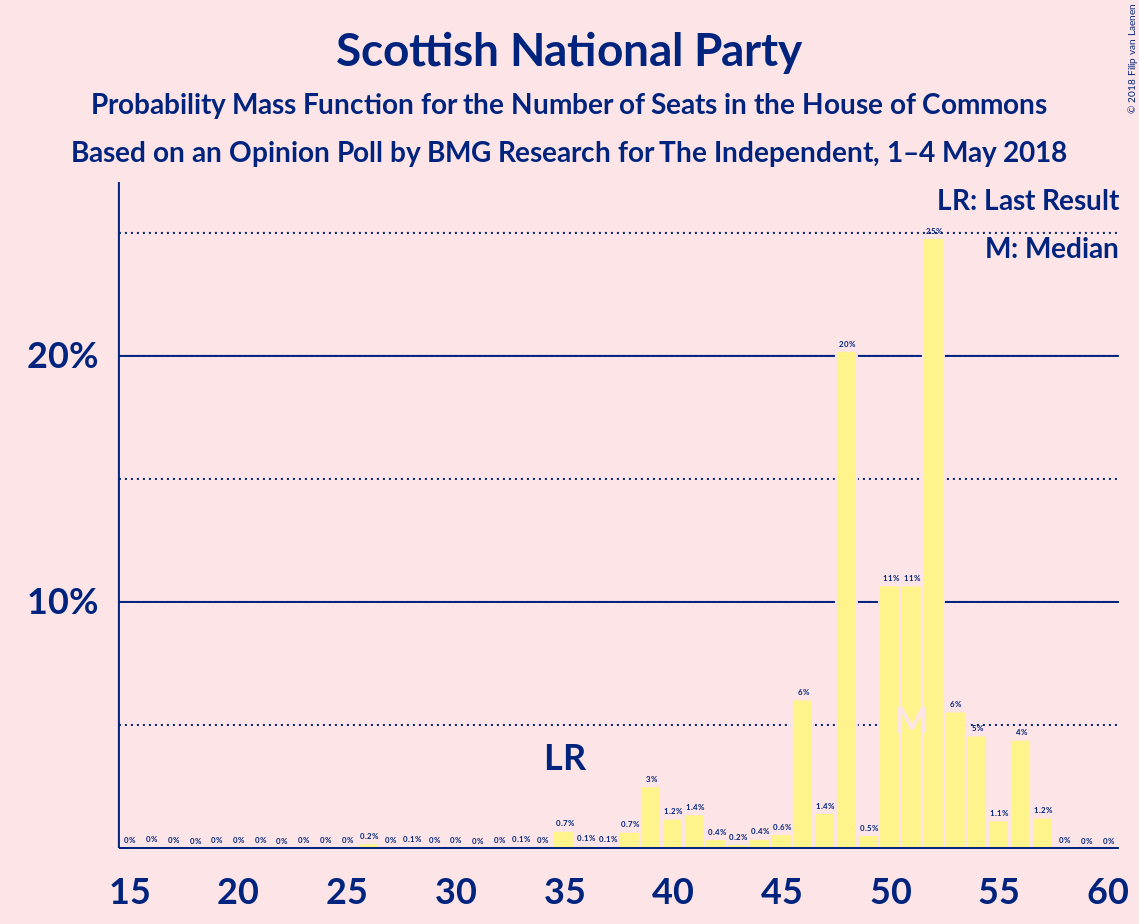 Scottish National Party
Probability Mass Function for the Number of Seats in the House of Commons
Based on an Opinion Poll by BMG Research for The Independent, 1–4 May 2018
© 2018 Filip van Laenen
LR: Last Result
M: Median
20%
10%
LR
M
0% 0% 0% 0% 0% 0% 0% 0% 0% 0% 0% 0.2% 0% 0.1% 0% 0% 0% 0% 0.1% 0% 0.7% 0.1% 0.1% 0.7% 3% 1.2% 1.4% 0.4% 0.2% 0.4% 0.6% 6% 1.4% 20% 0.5% 11% 11% 25% 6% 5% 1.1% 4% 1.2% 0% 0% 0%
15 20 25 30 35 40 45 50 55 60